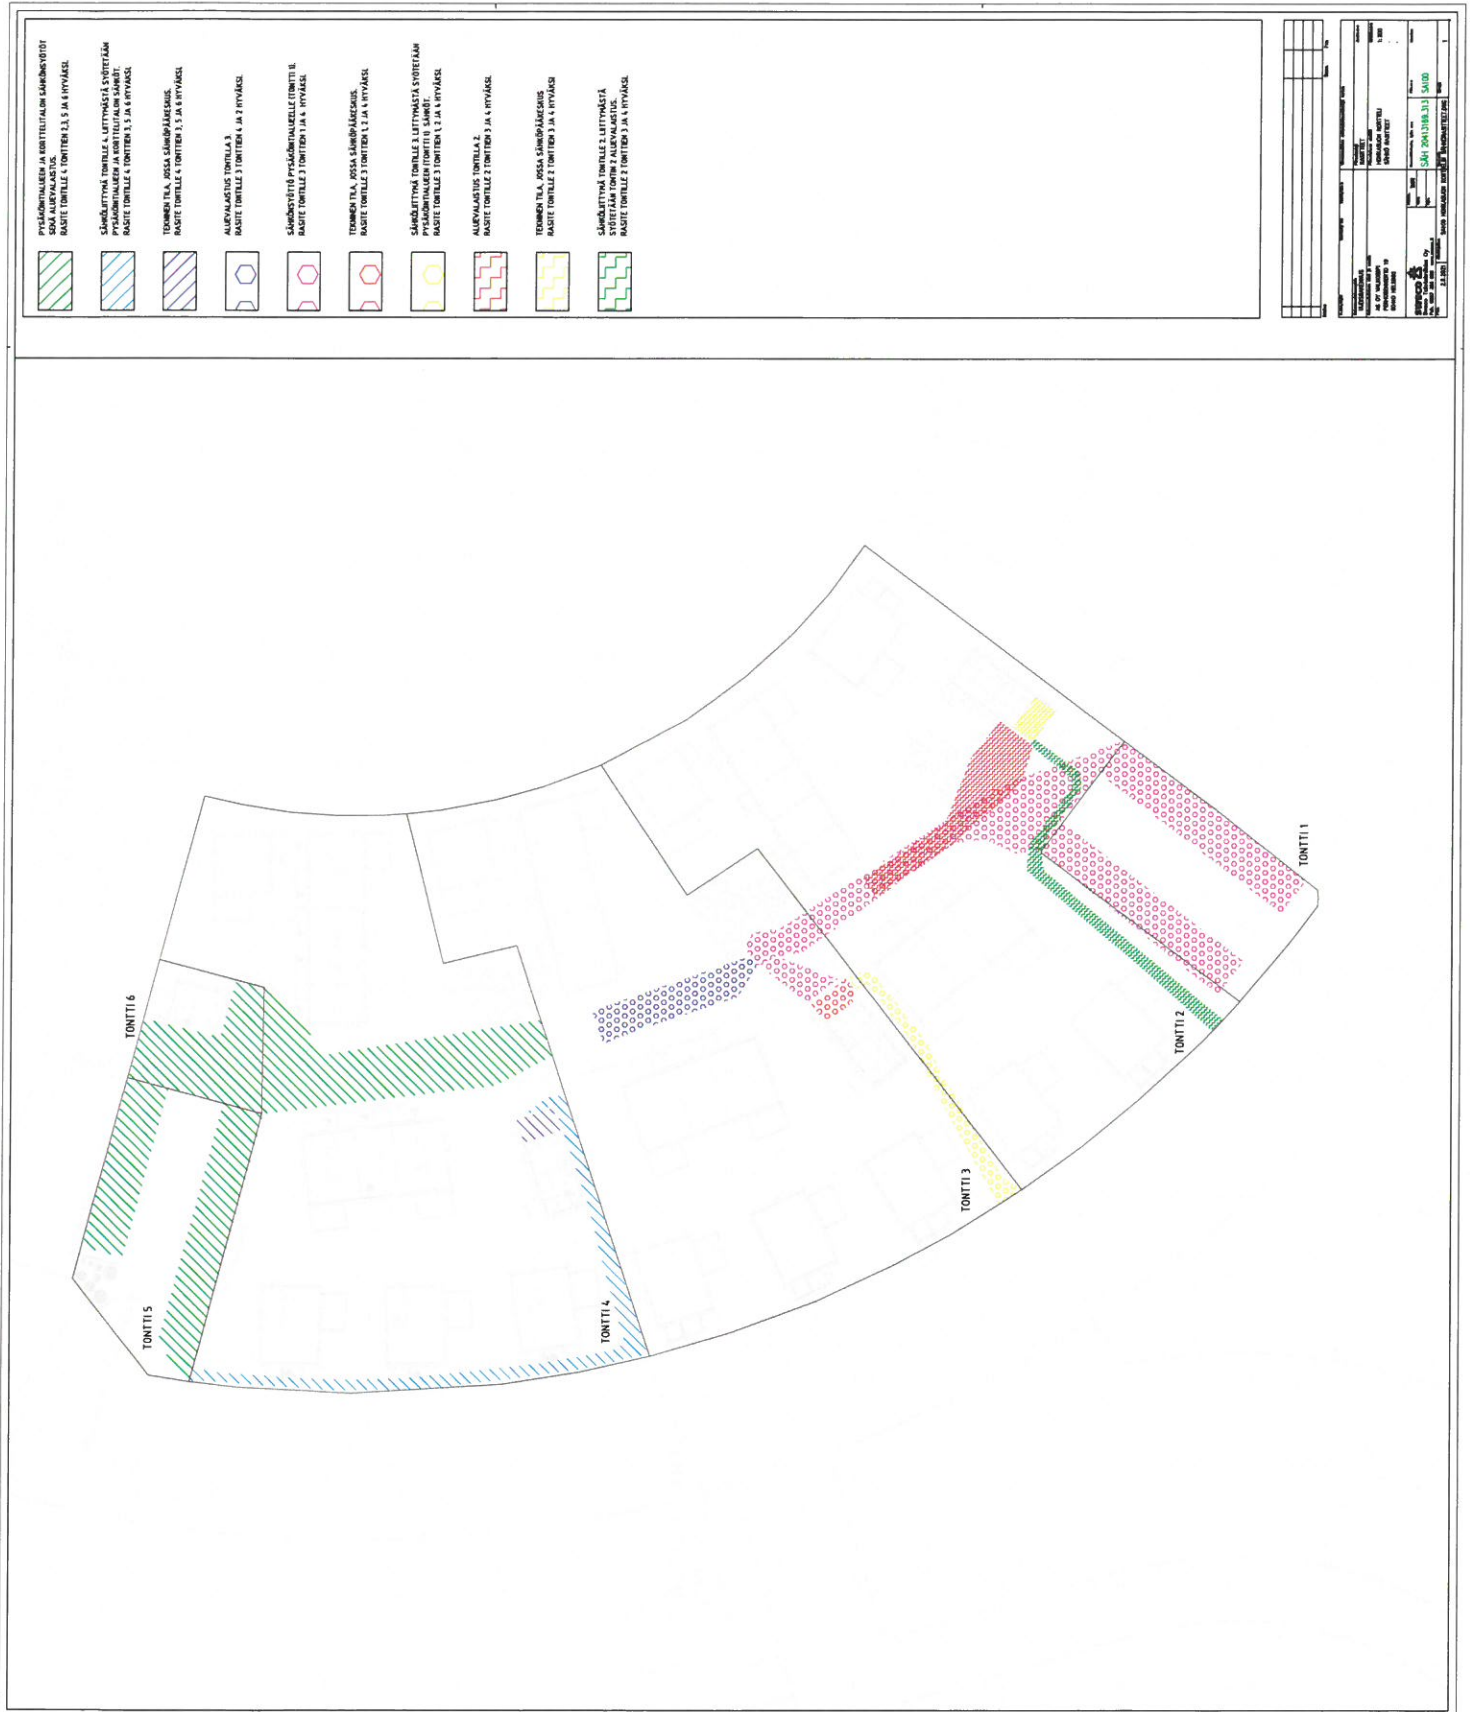 PYSÄKÖINTIALUEEN JA KORTTELITALON SÄHKÖNSYÖTÖT
SEKÄ ALUEVALAISTUS.
RASITE TONTILLE 4 TONTTIEN 2,3, 5 JA 6 HYVÄKSI.
SÄHKÖLIITTYMÄ TONTILLE 4. LIITTYMÄSTÄ SYÖTETÄÄN
PYSÄKÖINTIALUEEN JA KORTTELITALON SÄHKÖT.
RASITE TONTILLE 4 TONTTIEN 3, 5 JA 6 HYVÄKSI.
TEKNINEN TILA, JOSSA SÄHKÖPÄÄKESKUS.
RASITE TONTILLE 4 TONTTIEN 3, 5 JA 6 HYVÄKSI.
ALUEVALAISTUS TONTILLA 3.
RASITE TONTILLE 3 TONTTIEN 4 JA 2 HYVÄKSI.
SÄHKÖNSYÖTTÖ PYSÄKÖINTIALUEELLE (TONTTI 1).
RASITE TONTILLE 3 TONTTIEN 1 JA 4 HYVÄKSI.
TEKNINEN TILA, JOSSA SÄHKÖPÄÄKESKUS.
RASITE TONTILLE 3 TONTTIEN 1, 2 JA 4 HYVÄKSI.
SÄHKÖLIITTYMÄ TONTILLE 3. LIITTYMÄSTÄ SYÖTETÄÄN
PYSÄKÖINTIALUEEN (TONTTI 1) SÄHKÖT.
RASITE TONTILLE 3 TONTTIEN 1, 2 JA 4 HYVÄKSI.
ALUEVALAISTUS TONTILLA 2.
RASITE TONTILLE 2 TONTTIEN 3 JA 4 HYVÄKSI.
TEKNINEN TILA, JOSSA SÄHKÖPÄÄKESKUS
RASITE TONTILLE 2 TONTTIEN 3 JA 4 HYVÄKSI.
SÄHKÖLIITTYMÄ TONTILLE 2. LIITTYMÄSTÄ
SYÖTETÄÄN TONTIN 2 ALUEVALAISTUS.
RASITE TONTILLE 2 TONTTIEN 3 JA 4 HYVÄKSI.
TONTTI 6
TONTTI 5
TONTTI 4
TONTTI 3
TONTTI 2
TONTTI 1
1:200
SÄH 20413169.313 SA100